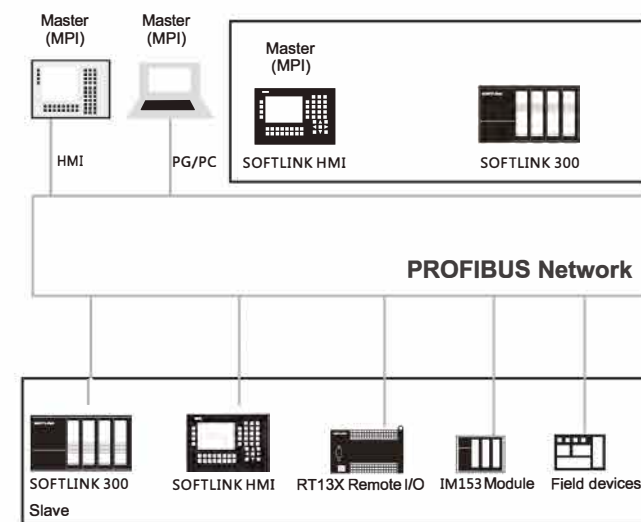 Master
(MPI)
Master
(MPI)
Master
(MPI)
HMI
PG/PC
SOFTLINK HMI
SOFTLINK 300
PROFIBUS Network
SOFTLINK 300
SOFTLINK HMI
RT13X Remote I/O
IM153 Module
Field devices
Slave